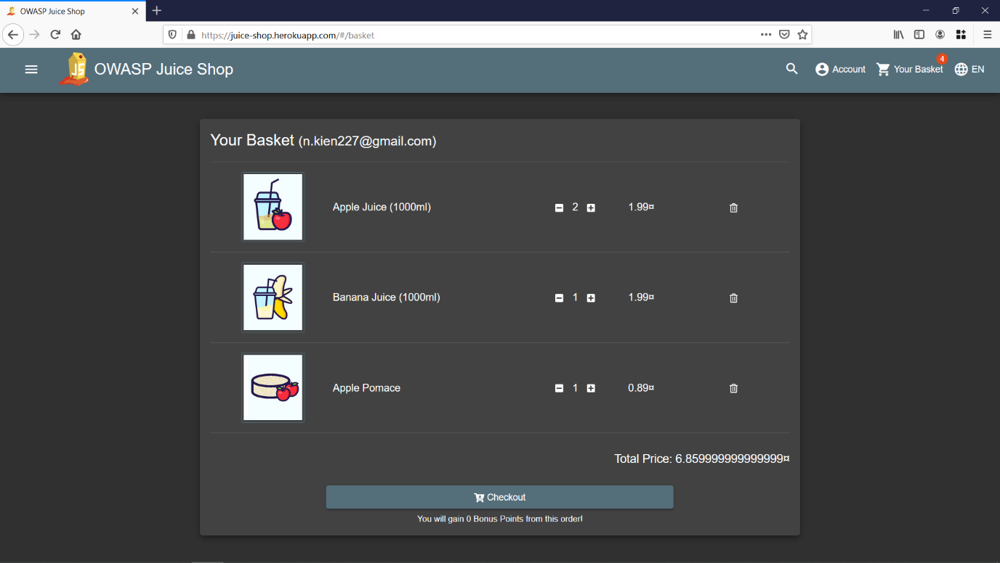 OWASP Juice Shop
https://juice-shop.herokuapp.com/#/basket
JS
OWASP Juice Shop
Account
Your Basket
4
EN
Your Basket (n.kien227@gmail.com)
Apple Juice (1000ml) 2 1.99¤
Banana Juice (1000ml) 1 1.99¤
Apple Pomace 1 0.89¤
Total Price: 6.859999999999999¤
Checkout
You will gain 0 Bonus Points from this order!